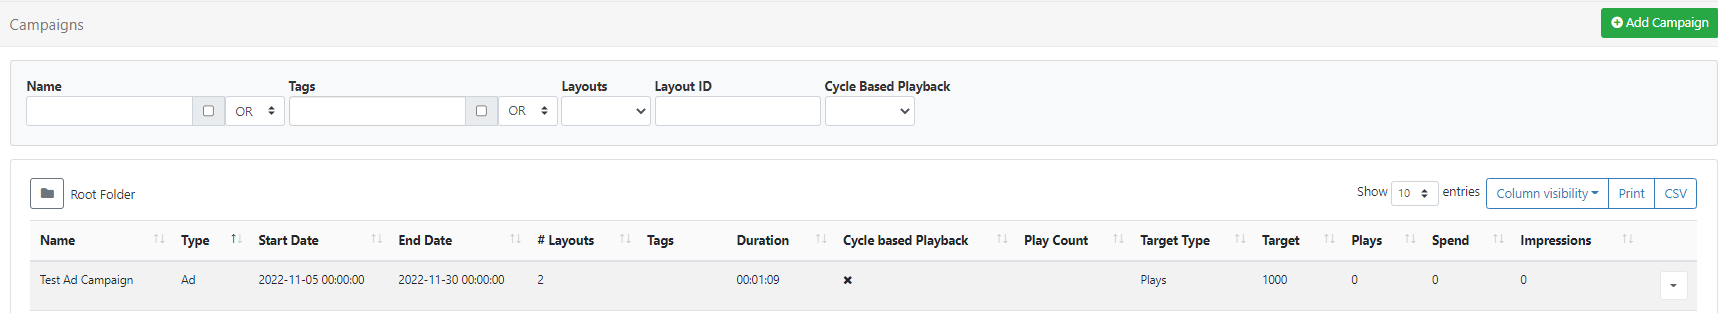 Campaigns
Add Campaign
Name Tags Layouts Layout ID Cycle Based Playback
OR OR
Root Folder Show 10 entries Column visibility Print CSV
Name Type Start Date End Date # Layouts Tags Duration Cycle based Playback Play Count Target Type Target Plays Spend Impressions
Test Ad Campaign Ad 2022-11-05 00:00:00 2022-11-30 00:00:00 2 00:01:09 Plays 1000 0 0 0